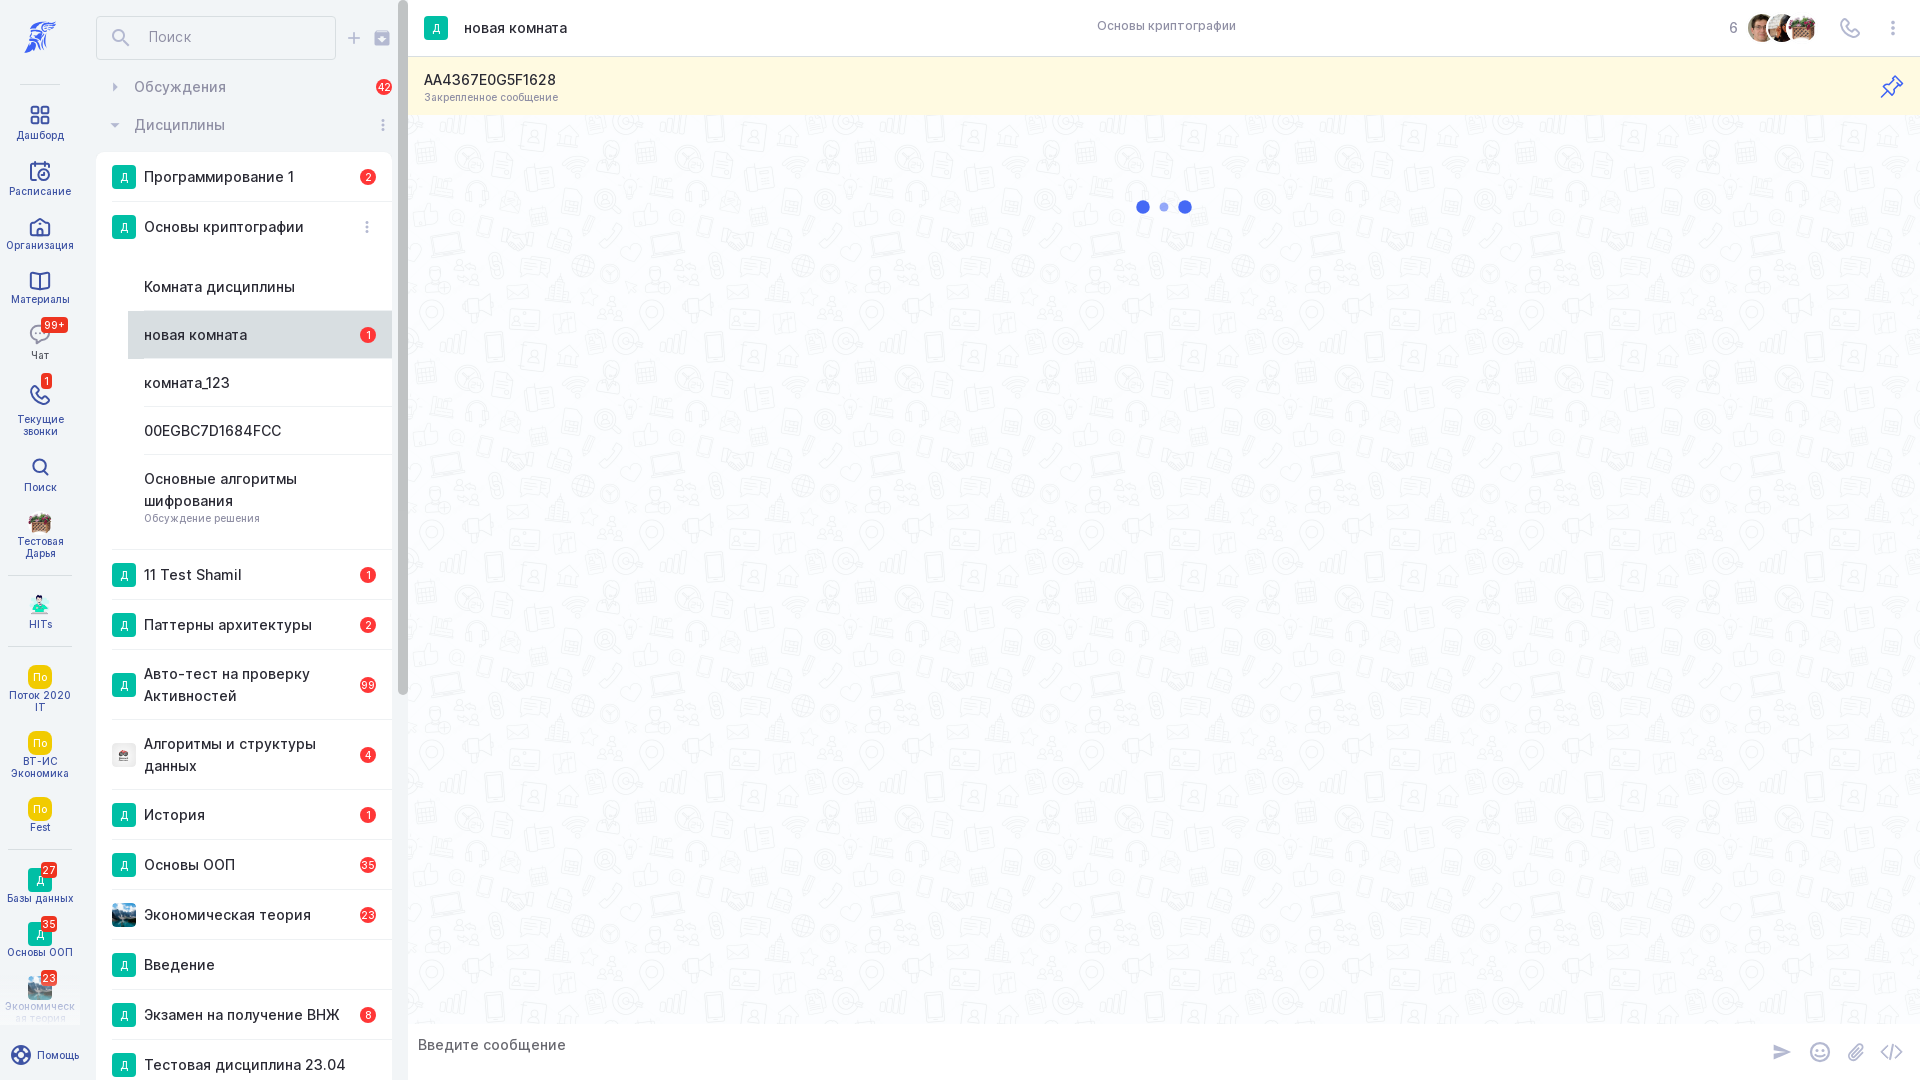 Дашборд
Расписание
Организация
Материалы
99+
Чат
1
Текущие
звонки
Поиск
Тестовая
Дарья
HITs
По
Поток 2020
IT
По
ВТ-ИС
Экономика
По
Fest
27
Д
Базы данных
35
Д
Основы ООП
23
Экономическ
ая теория
Помощь
Поиск
Обсуждения
42
Дисциплины
Д
Программирование 1
2
Д
Основы криптографии
Комната дисциплины
новая комната
1
комната_123
00EGBC7D1684FCC
Основные алгоритмы
шифрования
Обсуждение решения
Д
11 Test Shamil
1
Д
Паттерны архитектуры
2
Д
Авто-тест на проверку
Активностей
99
Алгоритмы и структуры
данных
4
Д
История
1
Д
Основы ООП
35
Экономическая теория
23
Д
Введение
Д
Экзамен на получение ВНЖ
8
Д
Тестовая дисциплина 23.04
Д
новая комната
Основы криптографии
6
AA4367E0G5F1628
Закрепленное сообщение
Введите сообщение